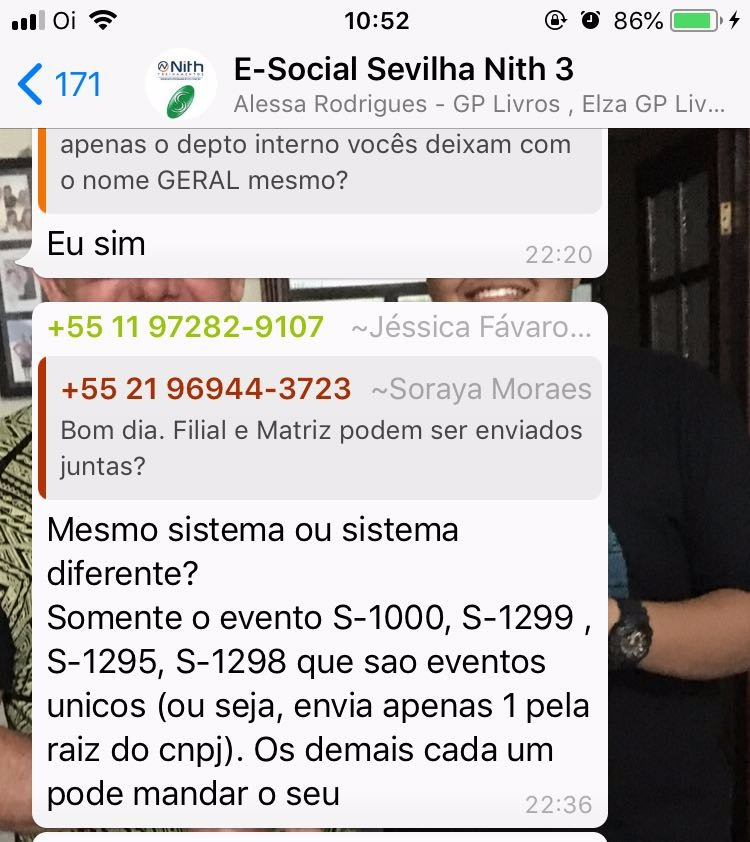 Oi 10:52 86%
171
Nith
E-Social Sevilha Nith 3
Alessa Rodrigues - GP Livros , Elza GP Liv...
apenas o depto interno vocês deixam com
o nome GERAL mesmo?
Eu sim
22:20
+55 11 97282-9107 ~Jéssica Fávaro...
+55 21 96944-3723 ~Soraya Moraes
Bom dia. Filial e Matriz podem ser enviados
juntas?
Mesmo sistema ou sistema
diferente?
Somente o evento S-1000, S-1299 ,
S-1295, S-1298 que sao eventos
unicos (ou seja, envia apenas 1 pela
raiz do cnpj). Os demais cada um
pode mandar o seu
22:36